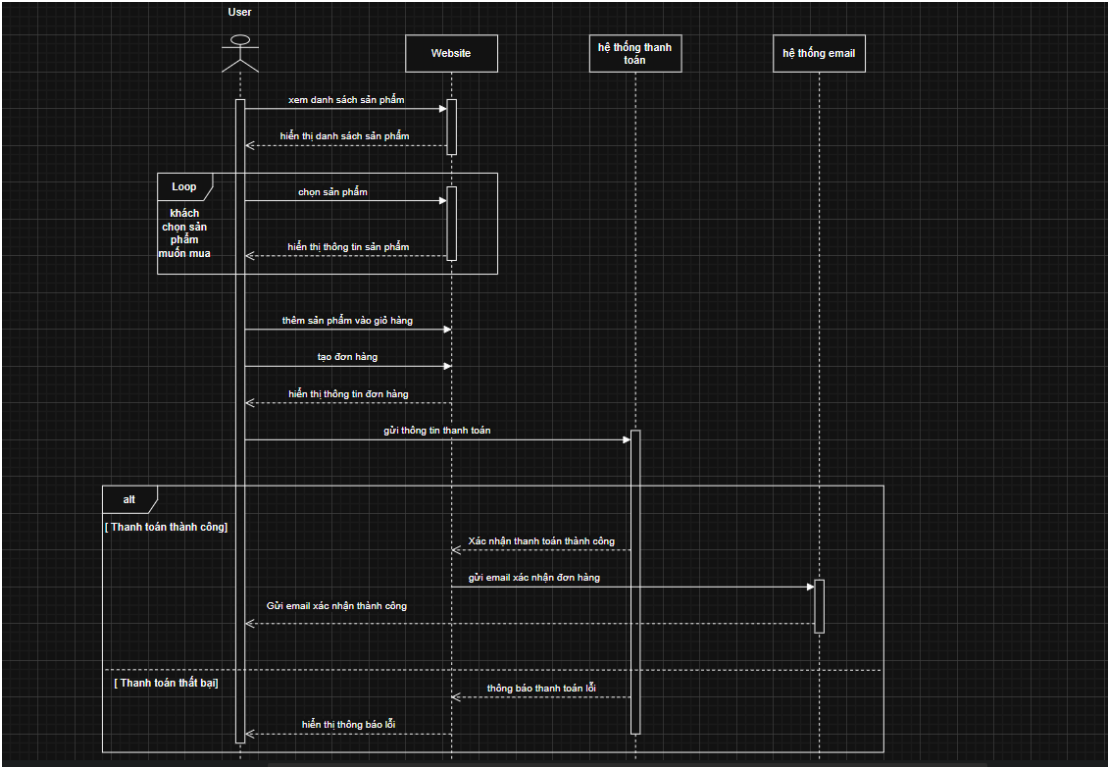 User
Website
hệ thống thanh
toán
hệ thống email
xem danh sách sản phẩm
hiển thị danh sách sản phẩm
Loop
khách
chọn sản
phẩm
muốn mua
chọn sản phẩm
hiển thị thông tin sản phẩm
thêm sản phẩm vào giỏ hàng
tạo đơn hàng
hiển thị thông tin đơn hàng
gửi thông tin thanh toán
alt
[ Thanh toán thành công]
Xác nhận thanh toán thành công
gửi email xác nhận đơn hàng
Gửi email xác nhận thành công
[ Thanh toán thất bại]
thông báo thanh toán lỗi
hiển thị thông báo lỗi